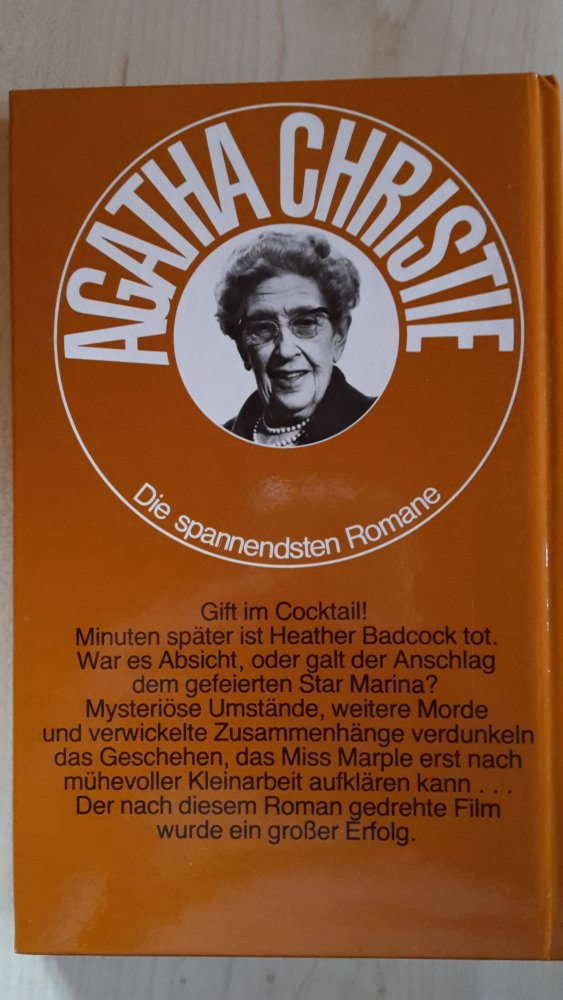 AGATHA CHRISTIE
Die spannendsten Romane
Gift im Cocktail!
Minuten später ist Heather Badcock tot.
War es Absicht, oder galt der Anschlag
dem gefeierten Star Marina?
Mysteriöse Umstände, weitere Morde
und verwickelte Zusammenhänge verdunkeln
das Geschehen, das Miss Marple erst nach
mühevoller Kleinarbeit aufklären kann . . .
Der nach diesem Roman gedrehte Film
wurde ein großer Erfolg.